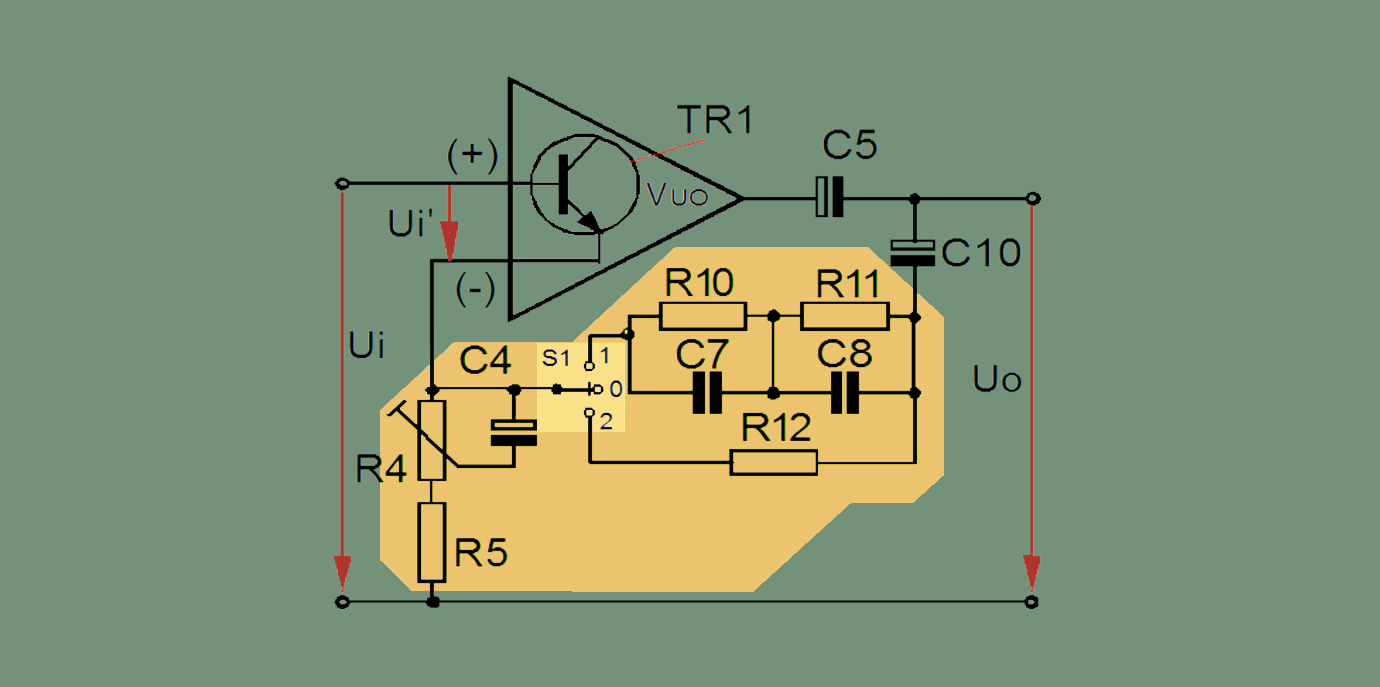 TR1
C5
(+)
VUO
Ui'
C10
(-)
R10
R11
Ui
C4
S1
1
C7
C8
0
UO
2
R12
R4
R5